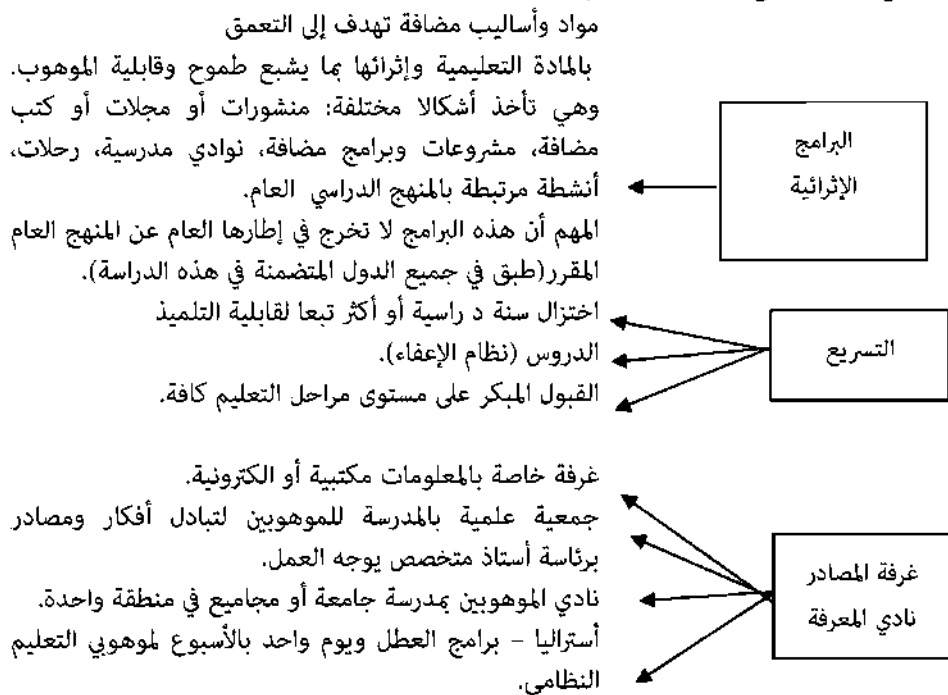 مواد وأساليب مضافة تهدف إلى التعمق
بالمادة التعليمية وإثرائها بما يشبع طموح وقابلية الموهوب.
وهي تأخذ أشكالا مختلفة: منشورات أو مجلات أو كتب
مضافة، مشروعات وبرامج مضافة، نوادي مدرسية، رحلات،
أنشطة مرتبطة بالمنهج الدراسي العام.
المهم أن هذه البرامج لا تخرج في إطارها العام عن المنهج العام
المقرر(طبق في جميع الدول المتضمنة في هذه الدراسة).
البرامج
الإثرائية
اختزال سنة د راسية أو أكثر تبعا لقابلية التلميذ
الدروس (نظام الإعفاء).
القبول المبكر على مستوى مراحل التعليم كافة.
التسريع
غرفة خاصة بالمعلومات مكتبية أو الكترونية.
جمعية علمية بالمدرسة للموهوبين لتبادل أفكار ومصادر
برئاسة أستاذ متخصص يوجه العمل.
نادي الموهوبين بمدرسة جامعة أو مجاميع في منطقة واحدة.
أستراليا – برامج العطل ويوم واحد بالأسبوع لموهوبي التعليم
النظامي.
غرفة المصادر
نادي المعرفة